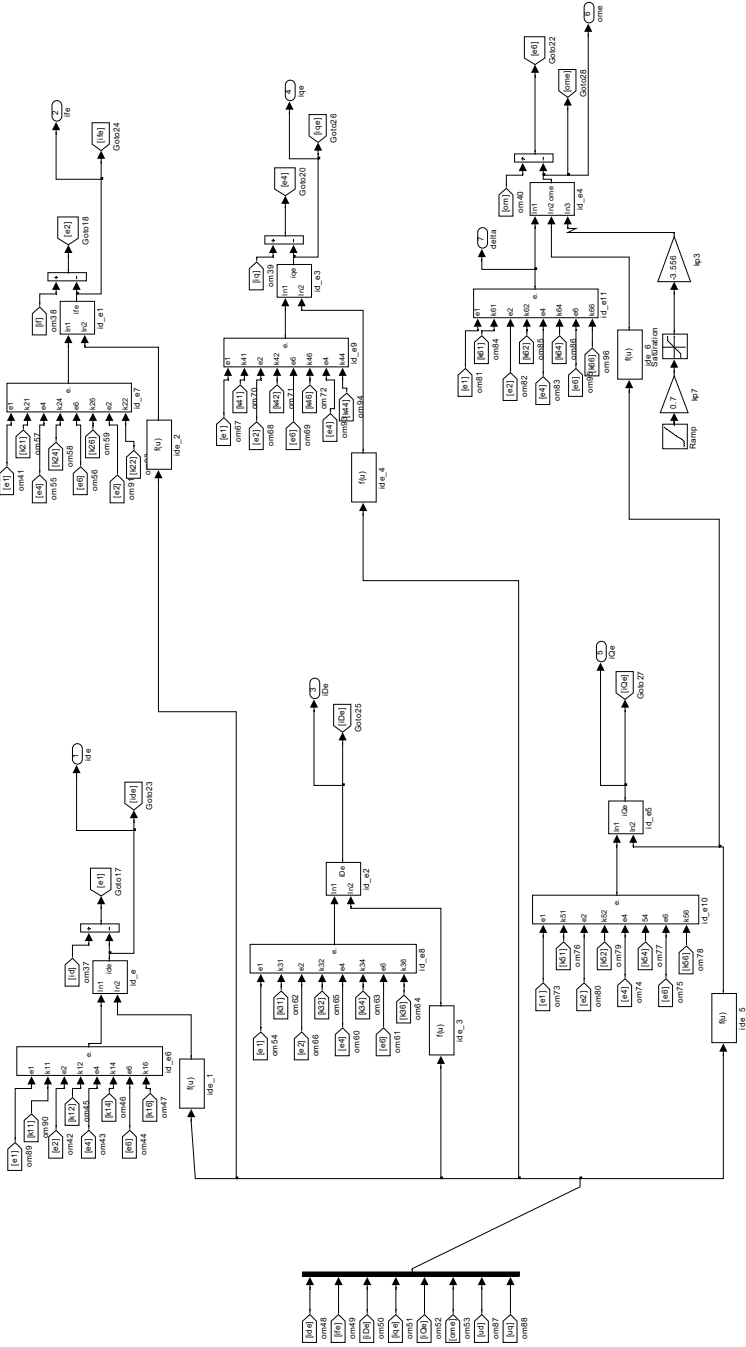 [ide]
om48
[ife]
om49
[iDe]
om50
[iqe]
om51
[iQe]
om52
[ome]
om53
[ud]
om87
[uq]
om88
[e1]
om89
[k11]
om90
[e2]
om42
[k12]
om45
[e4]
om43
[k14]
om46
[e6]
om44
[k16]
om47
e1
k11
e2
k12
e4
k14
e6
k16
e.
id_e6
f(u)
ide_1
In1
In2
ide
id_e
[id]
om37
+
-
[e1]
Goto17
[ide]
Goto23
1
ide
[e1]
om41
[k21]
om57
[e4]
om55
[k24]
om58
[e6]
om56
[k26]
om59
[e2]
om91
[k22]
e1
k21
e4
k24
e6
k26
e2
k22
e.
id_e7
f(u)
ide_2
In1
In2
ife
id_e1
[if]
om38
+
-
[e2]
Goto18
[ife]
Goto24
2
ife
[e1]
om54
[k31]
om62
[e2]
om66
[k32]
om65
[e4]
om60
[k34]
om63
[e6]
om61
[k36]
om64
e1
k31
e2
k32
e4
k34
e6
k36
e.
id_e8
f(u)
ide_3
In1
In2
iDe
id_e2
[iDe]
Goto25
3
iDe
[e1]
om67
[k41]
om70
[e2]
om68
[k42]
om71
[e6]
om69
[k46]
om72
[e4]
[k44]
om94
e1
k41
e2
k42
e6
k46
e4
k44
e.
id_e9
f(u)
ide_4
In1
In2
iqe
id_e3
[iq]
om39
+
-
[e4]
Goto20
[iqe]
Goto26
4
iqe
[e1]
om73
[k51]
om76
[e2]
om80
[k52]
om79
[e4]
om74
[k54]
om77
[e6]
om75
[k56]
om78
e1
k51
e2
k52
e4
54
e6
k56
e.
id_e10
f(u)
ide_5
In1
In2
iQe
id_e5
[iQe]
Goto27
5
iQe
[e1]
om81
[k61]
om84
[e2]
om82
[k62]
om85
[e4]
om83
[k64]
om86
[e6]
[k66]
om96
e1
k61
e2
k62
e4
k64
e6
k66
e.
id_e11
f(u)
ide_6
Saturation
Ramp
0.7
kp7
-3.556
kp3
7
delta
In1
In2
In3
ome
id_e4
[om]
om40
+
-
[e6]
Goto22
[ome]
Goto28
6
ome